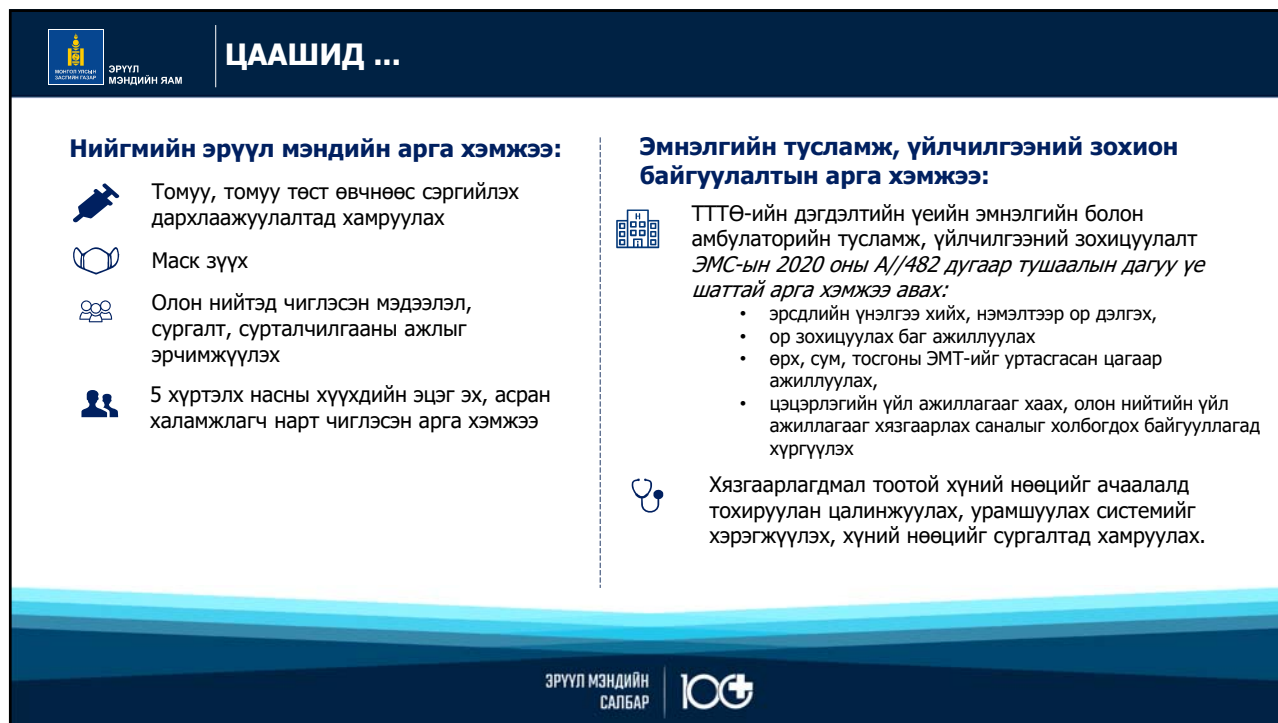 МОНГОЛ УЛСЫН
ЗАСГИЙН ГАЗАР
ЭРҮҮЛ
МЭНДИЙН ЯАМ
ЦААШИД ...
Нийгмийн эрүүл мэндийн арга хэмжээ:
Томуу, томуу төст өвчнөөс сэргийлэх
дархлаажуулалтад хамруулах
Маск зүүх
Олон нийтэд чиглэсэн мэдээлэл,
сургалт, сурталчилгааны ажлыг
эрчимжүүлэх
5 хүртэлх насны хүүхдийн эцэг эх, асран
халамжлагч нарт чиглэсэн арга хэмжээ
Эмнэлгийн тусламж, үйлчилгээний зохион
байгуулалтын арга хэмжээ:
H
ТТТӨ-ийн дэгдэлтийн үеийн эмнэлгийн болон
амбулаторийн тусламж, үйлчилгээний зохицуулалт
ЭМС-ын 2020 оны А//482 дугаар тушаалын дагуу үе
шаттай арга хэмжээ авах:
• эрсдлийн үнэлгээ хийх, нэмэлтээр ор дэлгэх,
• ор зохицуулах баг ажиллуулах
• өрх, сум, тосгоны ЭМТ-ийг уртасгасан цагаар
ажиллуулах,
• цэцэрлэгийн үйл ажиллагааг хаах, олон нийтийн үйл
ажиллагааг хязгаарлах саналыг холбогдох байгууллагад
хүргүүлэх
Хязгаарлагдмал тоотой хүний нөөцийг ачаалалд
тохируулан цалинжуулах, урамшуулах системийг
хэрэгжүүлэх, хүний нөөцийг сургалтад хамруулах.
ЭРҮҮЛ МЭНДИЙН
САЛБАР
100